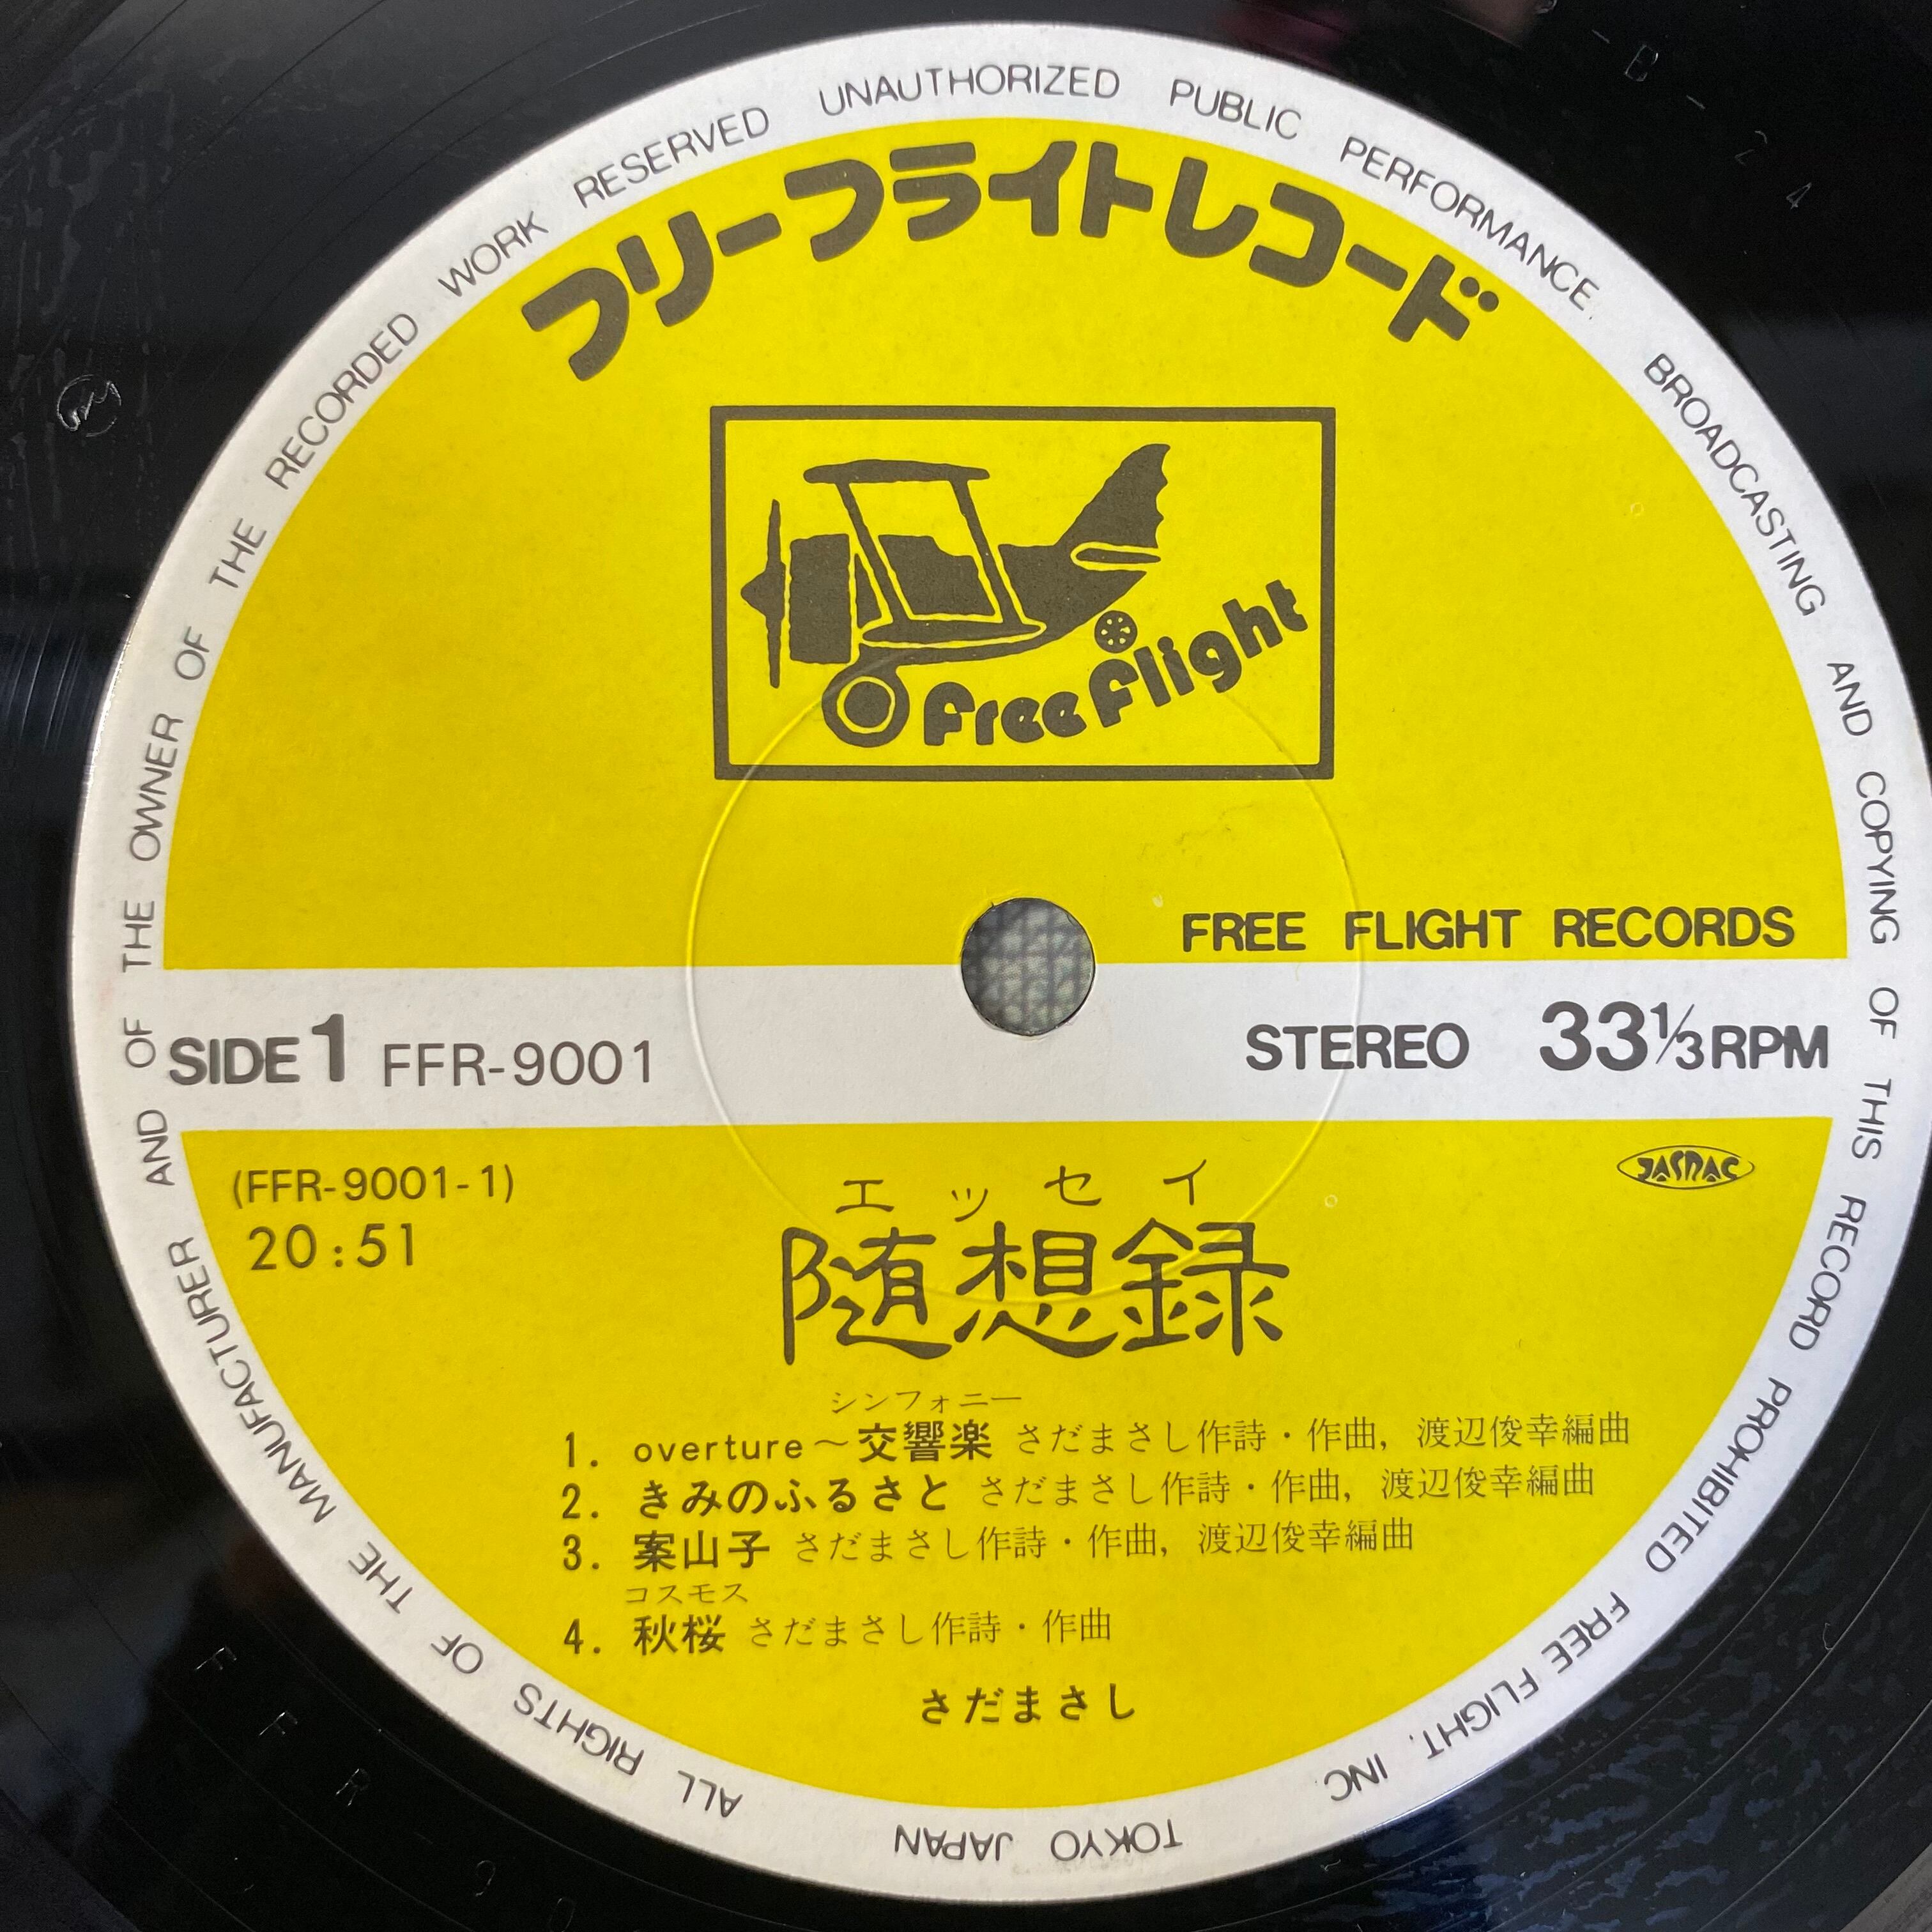 ALL RIGHTS OF THE MANUFACTURER AND OF THE OWNER OF THE RECORDED WORK RESERVED UNAUTHORIZED PUBLIC PERFORMANCE. BROADCASTING AND COPYING OF THIS RECORD PROHIBITED FREE FLIGHT, INC TOKYO JAPAN
フリーフライトレコード
free flight
FREE FLIGHT RECORDS
SIDE 1 FFR-9001
STEREO 33⅓RPM
(FFR-9001-1)
20:51
JASRAC
エッセイ
随想録
シンフォニー
1. overture～交響楽 さだまさし作詩・作曲, 渡辺俊幸編曲
2. きみのふるさと さだまさし作詩・作曲, 渡辺俊幸編曲
3. 案山子 さだまさし作詩・作曲, 渡辺俊幸編曲
コスモス
4. 秋桜 さだまさし作詩・作曲
さだまさし